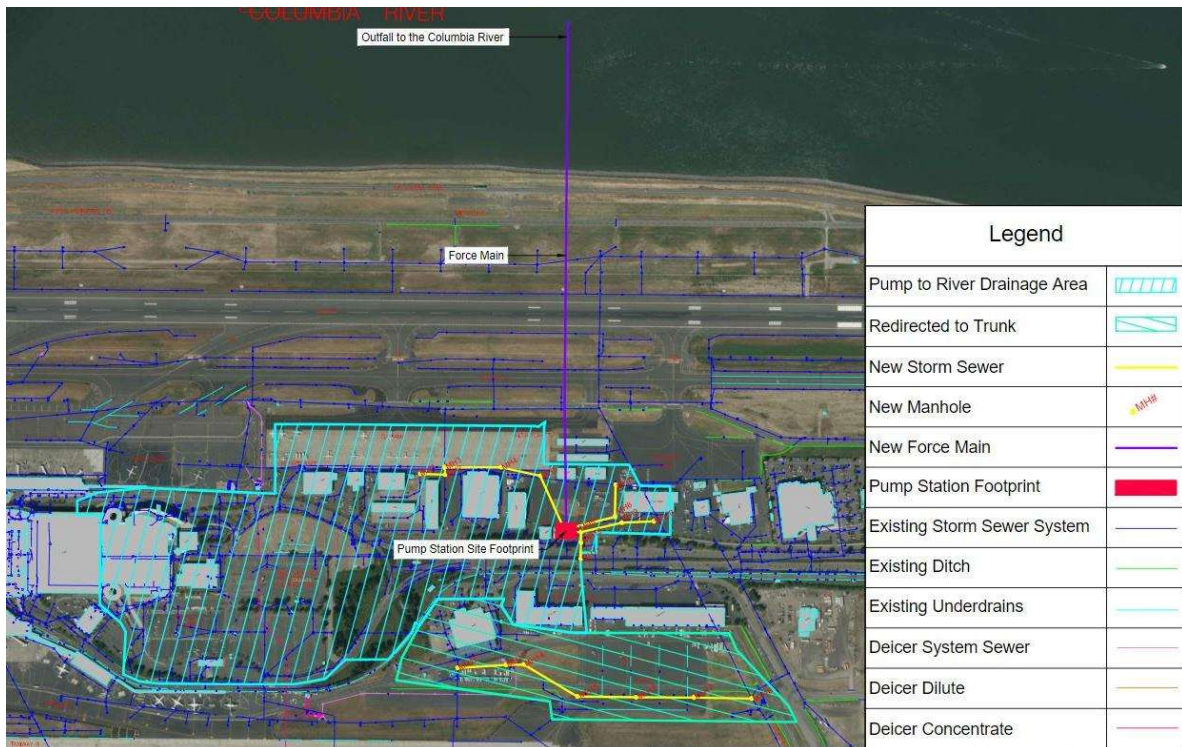 COLUMBIA RIVER
Outfall to the Columbia River
Force Main
Pump Station Site Footprint
Legend
Pump to River Drainage Area
Redirected to Trunk
New Storm Sewer
New Manhole
MH#
New Force Main
Pump Station Footprint
Existing Storm Sewer System
Existing Ditch
Existing Underdrains
Deicer System Sewer
Deicer Dilute
Deicer Concentrate